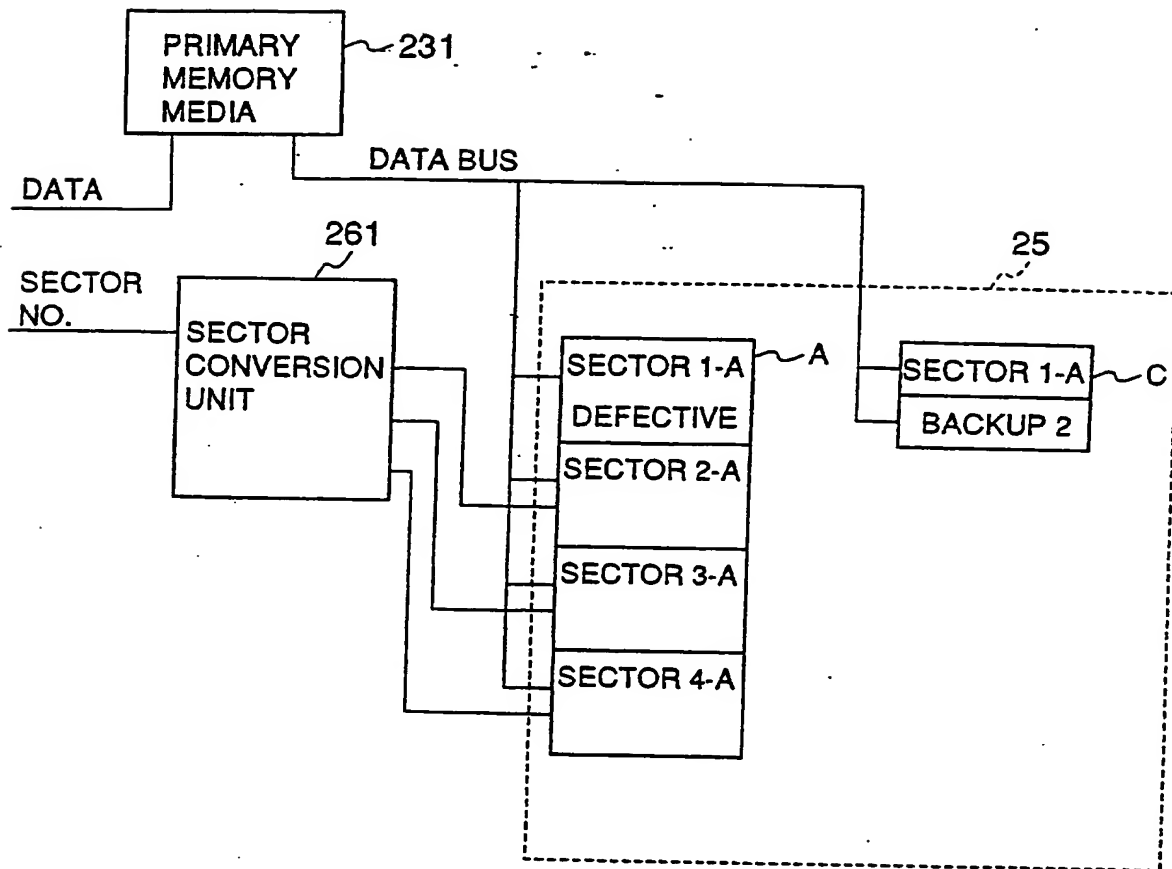 PRIMARY
MEMORY
MEDIA
231
DATA BUS
DATA
261
25
SECTOR
NO.
SECTOR
CONVERSION
UNIT
SECTOR 1-A
DEFECTIVE
A
SECTOR 1-A
C
BACKUP 2
SECTOR 2-A
SECTOR 3-A
SECTOR 4-A